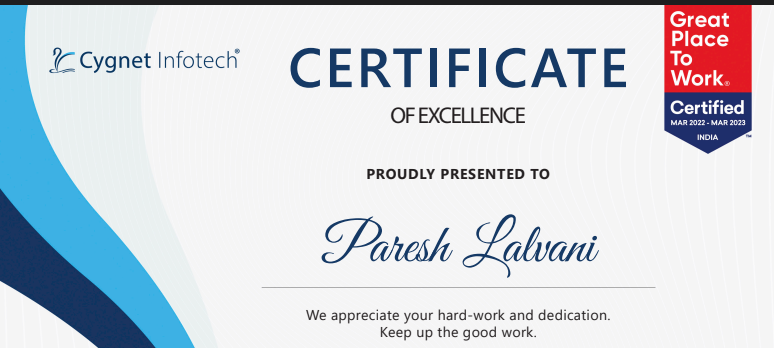 Cygnet Infotech®
CERTIFICATE
OF EXCELLENCE
PROUDLY PRESENTED TO
Paresh Lalvani
We appreciate your hard-work and dedication.
Keep up the good work.
Great
Place
To
Work®
Certified
MAR 2022 - MAR 2023
INDIA
™